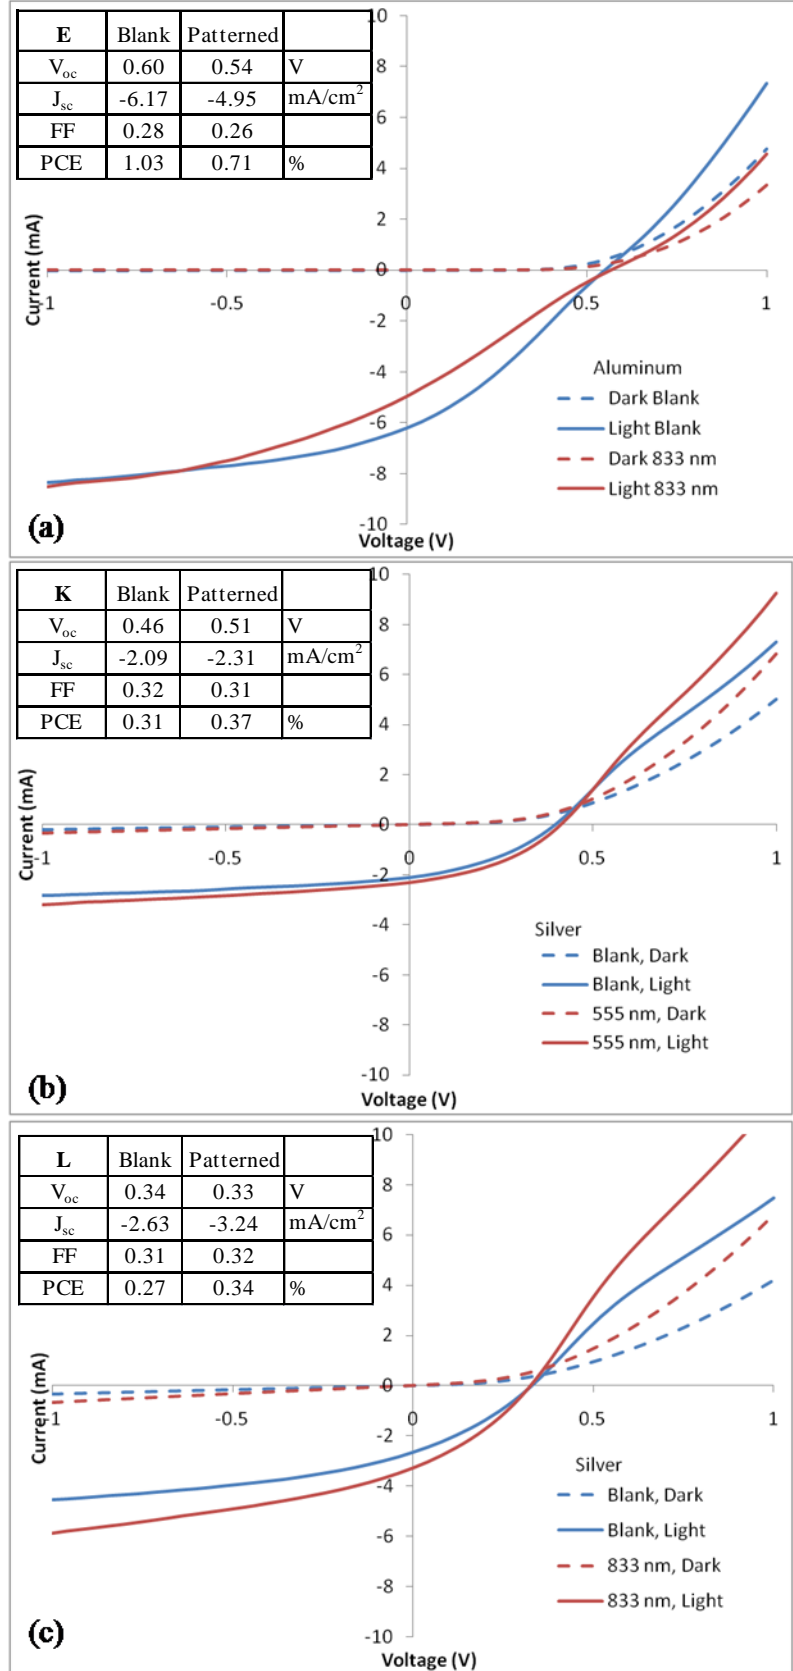 E Blank Patterned
Voc 0.60 0.54 V
Jsc -6.17 -4.95 mA/cm2
FF 0.28 0.26
PCE 1.03 0.71 %
10
8
6
4
2
0
-2
-4
-6
-8
-10
-1 -0.5 0 0.5 1
Current (mA)
Voltage (V)
Aluminum
Dark Blank
Light Blank
Dark 833 nm
Light 833 nm
(a)
K Blank Patterned
Voc 0.46 0.51 V
Jsc -2.09 -2.31 mA/cm2
FF 0.32 0.31
PCE 0.31 0.37 %
10
8
6
4
2
0
-2
-4
-6
-8
-10
-1 -0.5 0 0.5 1
Current (mA)
Voltage (V)
Silver
Blank, Dark
Blank, Light
555 nm, Dark
555 nm, Light
(b)
L Blank Patterned
Voc 0.34 0.33 V
Jsc -2.63 -3.24 mA/cm2
FF 0.31 0.32
PCE 0.27 0.34 %
10
8
6
4
2
0
-2
-4
-6
-8
-10
-1 -0.5 0 0.5 1
Current (mA)
Voltage (V)
Silver
Blank, Dark
Blank, Light
833 nm, Dark
833 nm, Light
(c)